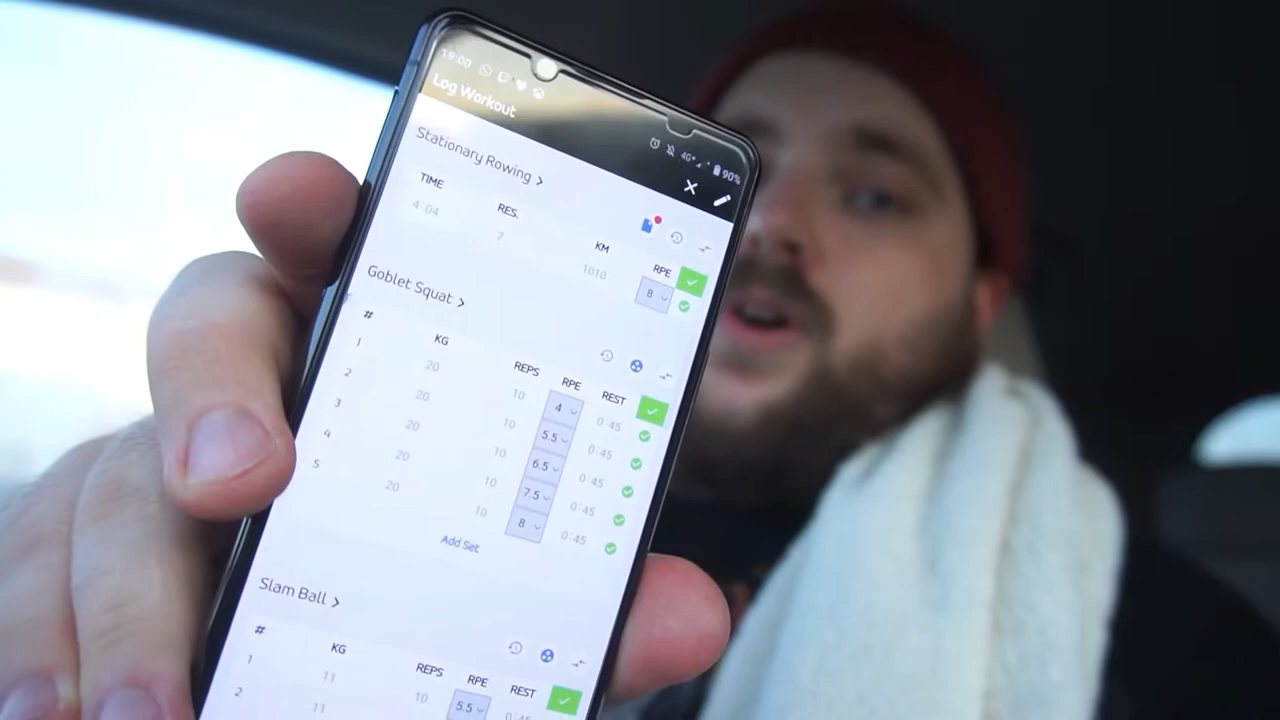 19:00
4G+ 90%
Log Workout
Stationary Rowing >
TIME RES. KM RPE
4 04 7 1010 8
Goblet Squat >
# KG REPS RPE REST
1 20 10 4 0:45
2 20 10 5.5 0:45
3 20 10 6.5 0:45
4 20 10 7.5 0:45
5 20 10 8 0:45
Add Set
Slam Ball >
# KG REPS RPE REST
1 11 10 5.5 0:45
2 11